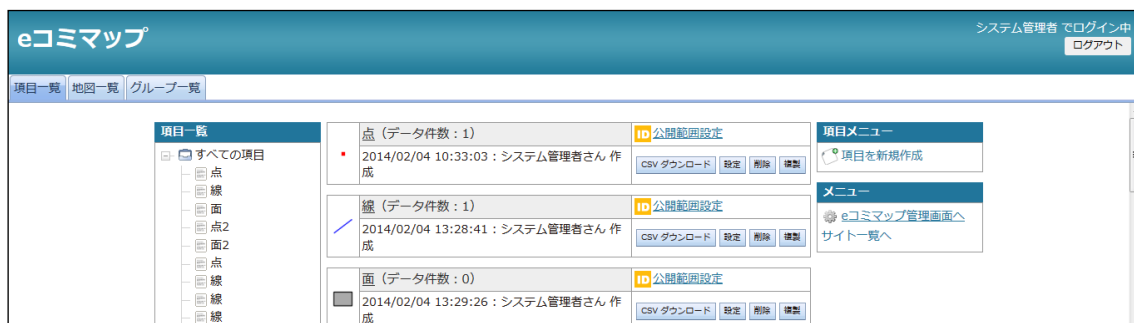 eコミマップ
システム管理者 でログイン中
ログアウト
項目一覧 地図一覧 グループ一覧
項目一覧
すべての項目
点
線
面
点2
面2
点
線
線
線
点（データ件数：1）
ID 公開範囲設定
2014/02/04 10:33:03：システム管理者さん 作
成
CSV ダウンロード 設定 削除 複製
線（データ件数：1）
ID 公開範囲設定
2014/02/04 13:28:41：システム管理者さん 作
成
CSV ダウンロード 設定 削除 複製
面（データ件数：0）
ID 公開範囲設定
2014/02/04 13:29:26：システム管理者さん 作
成
CSV ダウンロード 設定 削除 複製
項目メニュー
項目を新規作成
メニュー
eコミマップ管理画面へ
サイト一覧へ